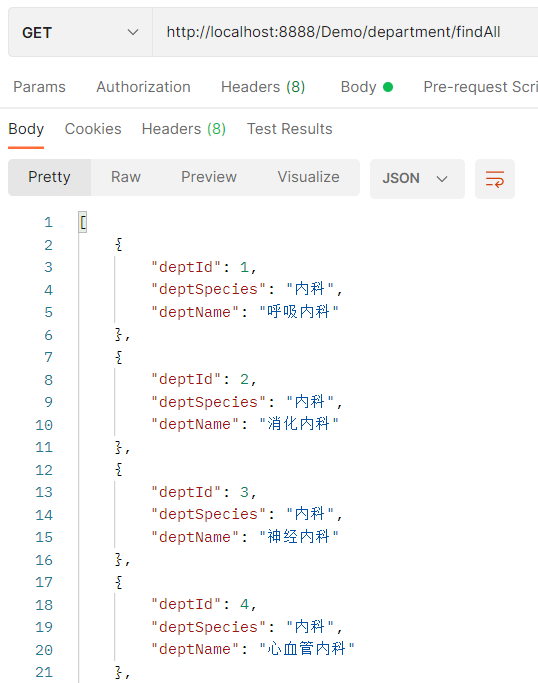 GET http://localhost:8888/Demo/department/findAll
Params Authorization Headers (8) Body Pre-request Scri
Body Cookies Headers (8) Test Results
Pretty Raw Preview Visualize JSON
1 [
2 {
3 "deptId": 1,
4 "deptSpecies": "内科",
5 "deptName": "呼吸内科"
6 },
7 {
8 "deptId": 2,
9 "deptSpecies": "内科",
10 "deptName": "消化内科"
11 },
12 {
13 "deptId": 3,
14 "deptSpecies": "内科",
15 "deptName": "神经内科"
16 },
17 {
18 "deptId": 4,
19 "deptSpecies": "内科",
20 "deptName": "心血管内科"
21 },